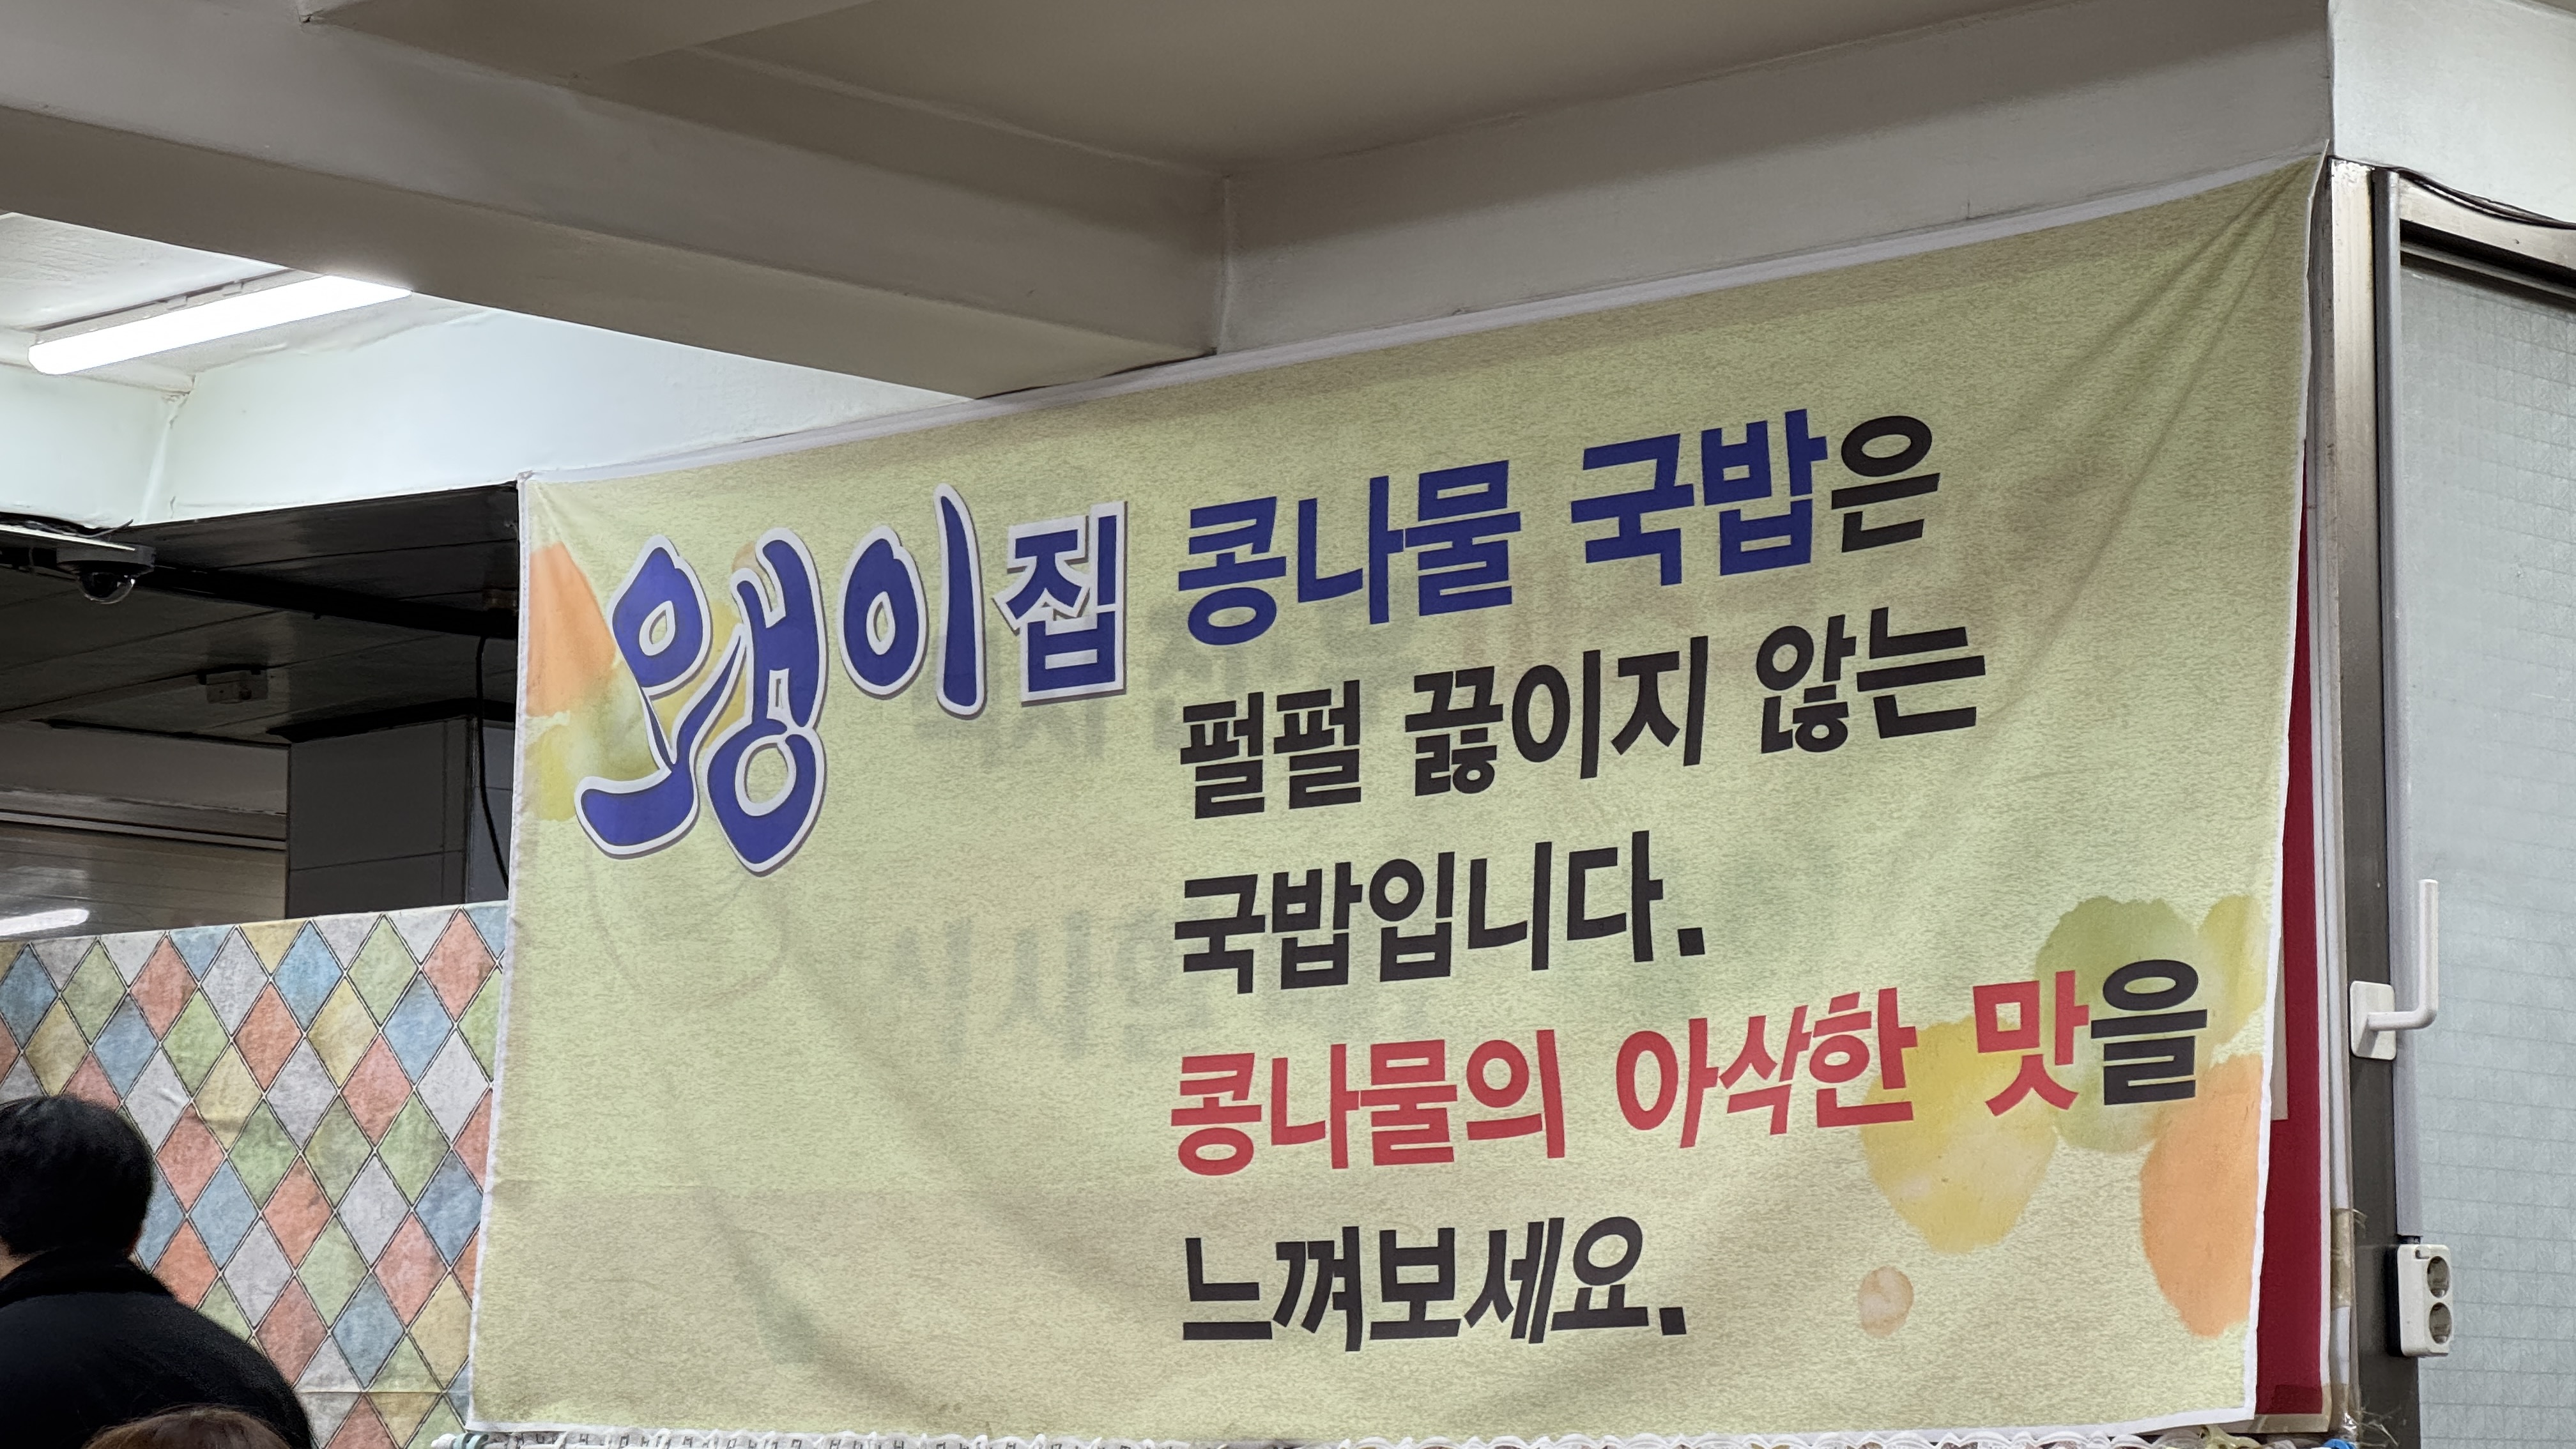 왱이집 콩나물 국밥은
펄펄 끓이지 않는
국밥입니다.
콩나물의 아삭한 맛을
느껴보세요.